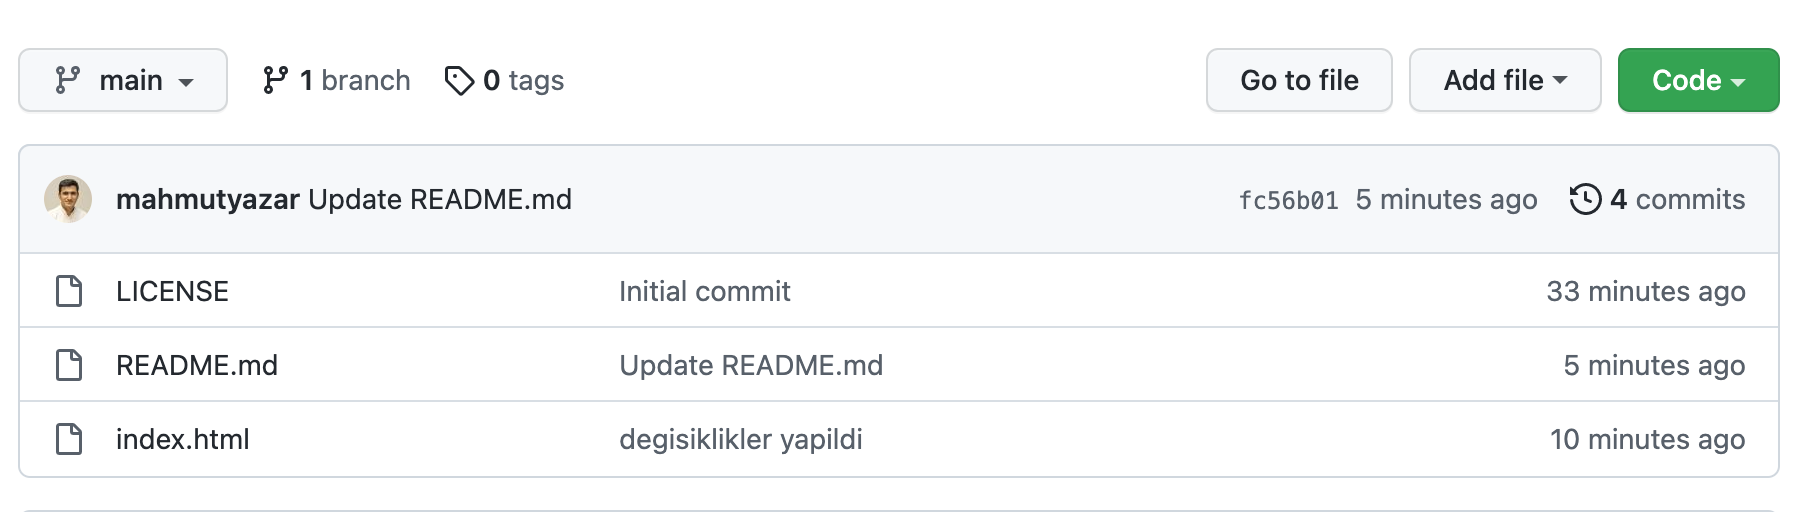 main 1 branch 0 tags Go to file Add file Code
mahmutyazar Update README.md fc56b01 5 minutes ago 4 commits
LICENSE Initial commit 33 minutes ago
README.md Update README.md 5 minutes ago
index.html degisiklikler yapildi 10 minutes ago